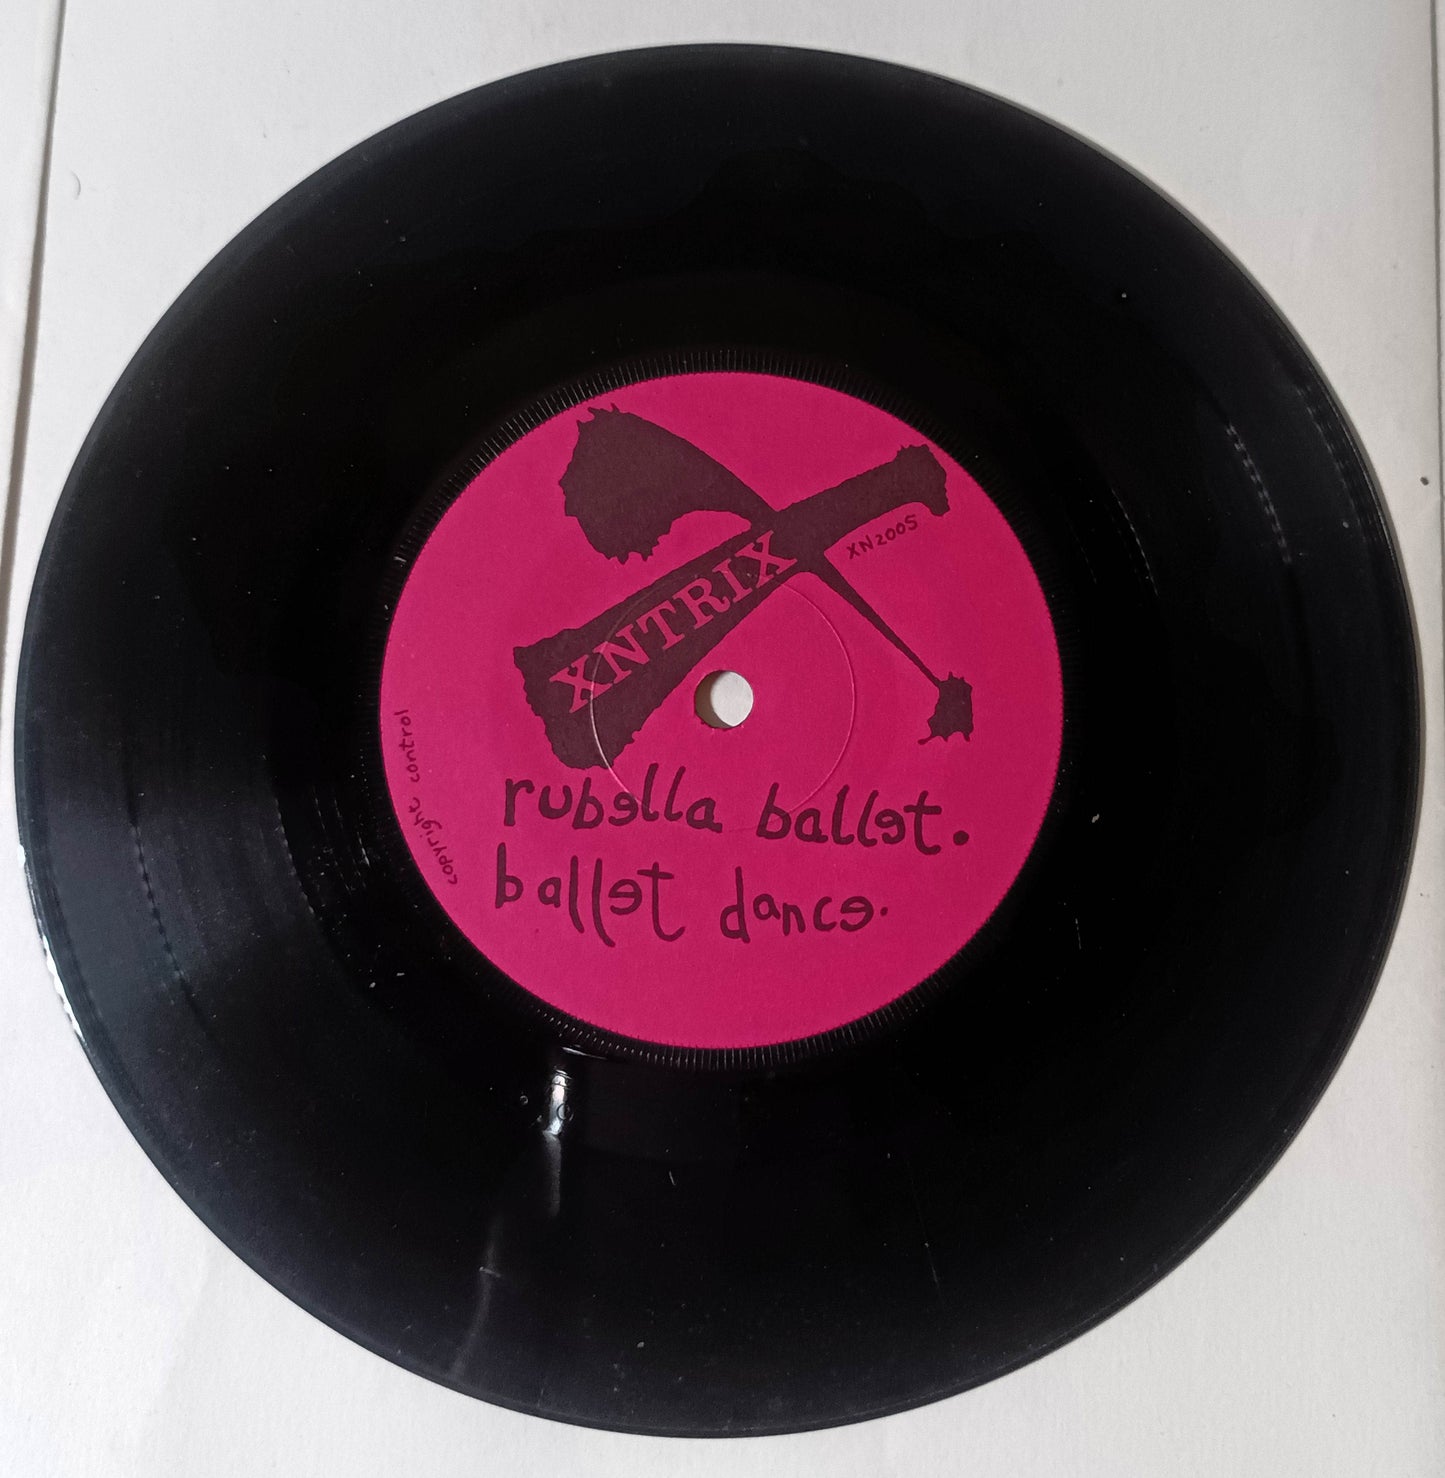 XNTRIX
XN2005
copyright control
rubella ballet.
ballet dance.